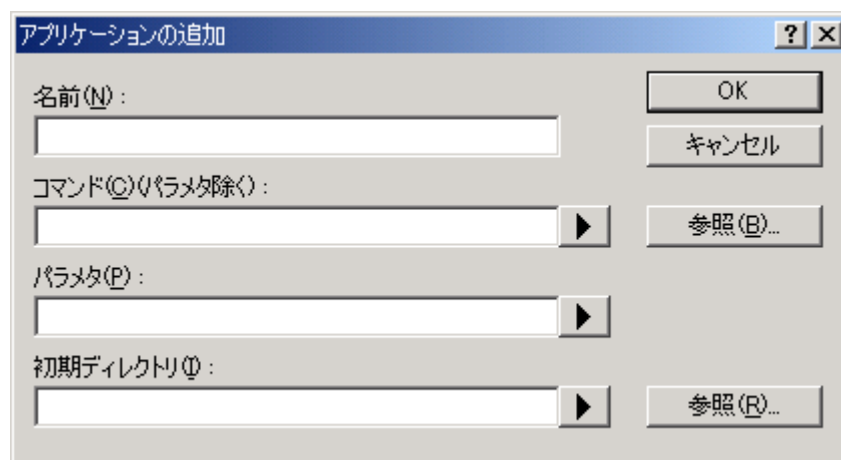 アプリケーションの追加
名前(N) :
OK
キャンセル
コマンド(C)(パラメタ除く) :
参照(B)...
パラメタ(P) :
初期ディレクトリ(I) :
参照(R)...